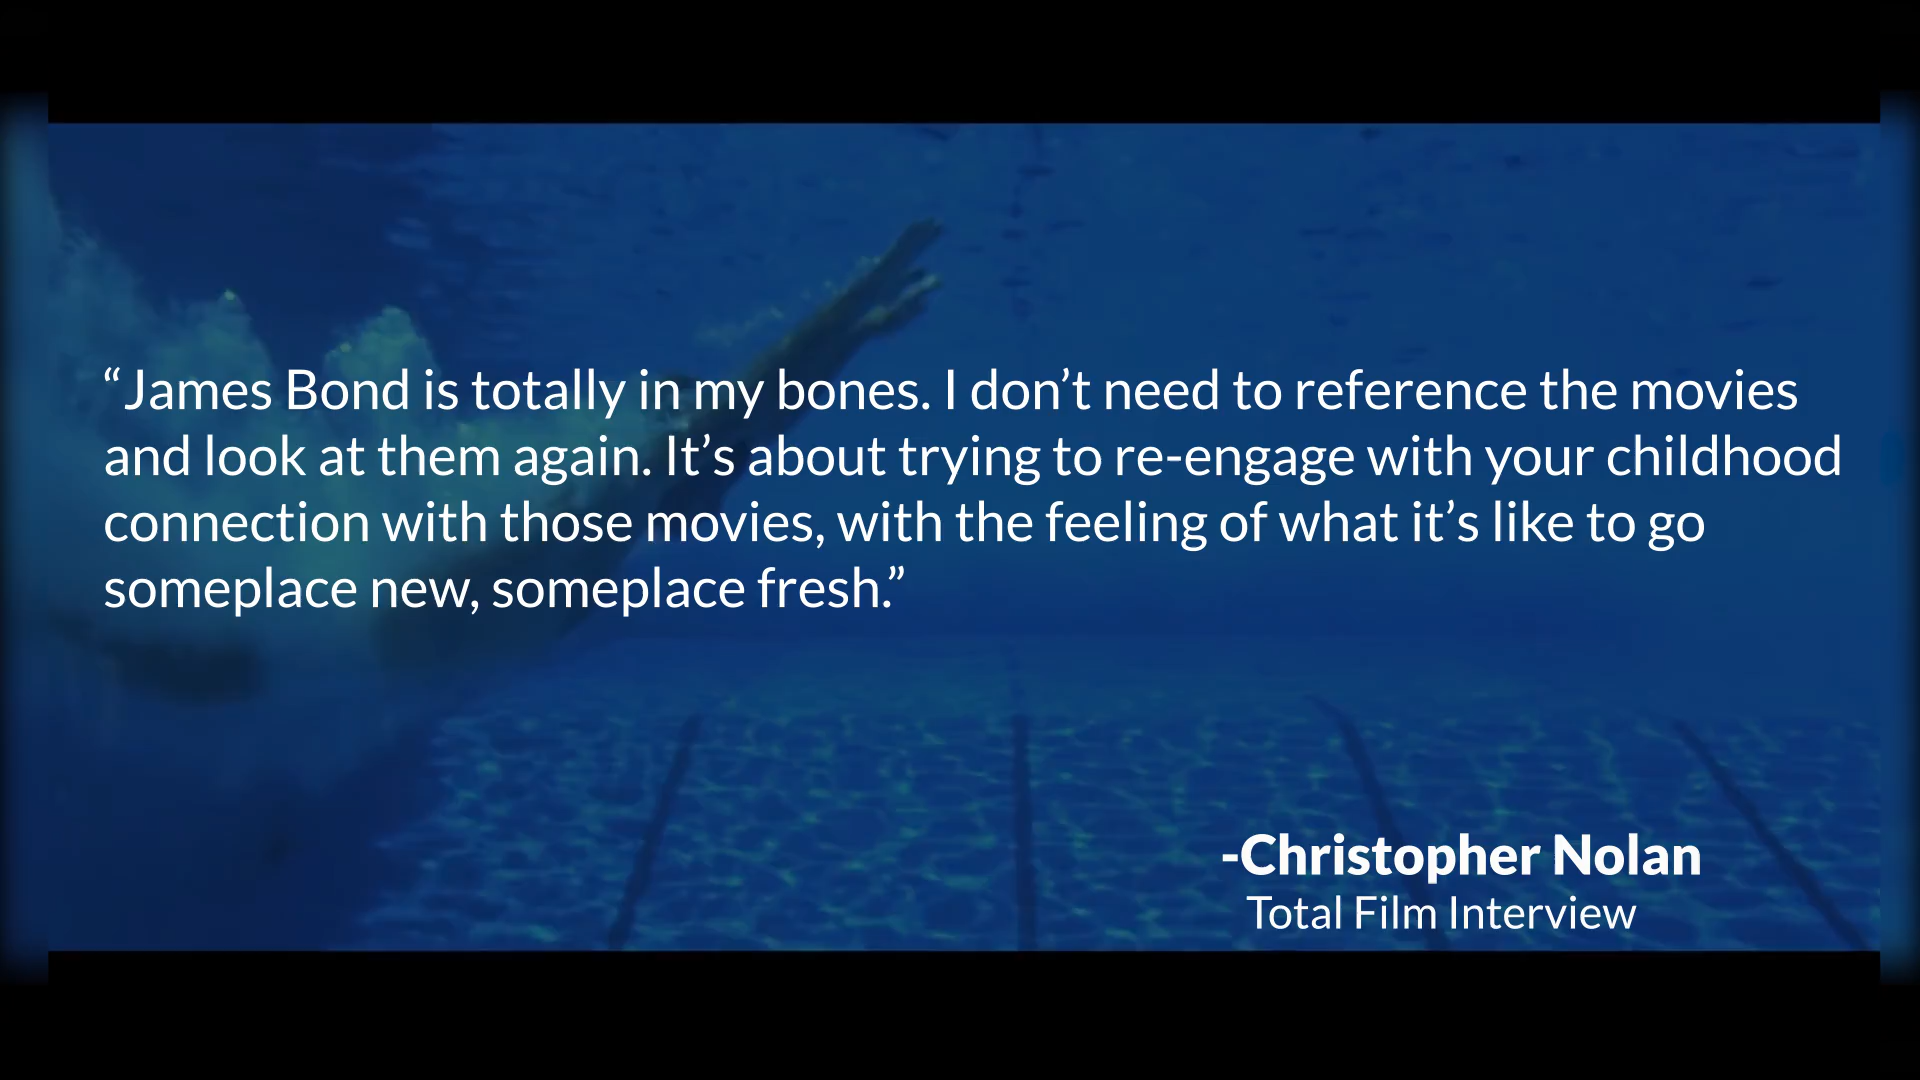 “James Bond is totally in my bones. I don’t need to reference the movies
and look at them again. It’s about trying to re-engage with your childhood
connection with those movies, with the feeling of what it’s like to go
someplace new, someplace fresh.”
-Christopher Nolan
Total Film Interview